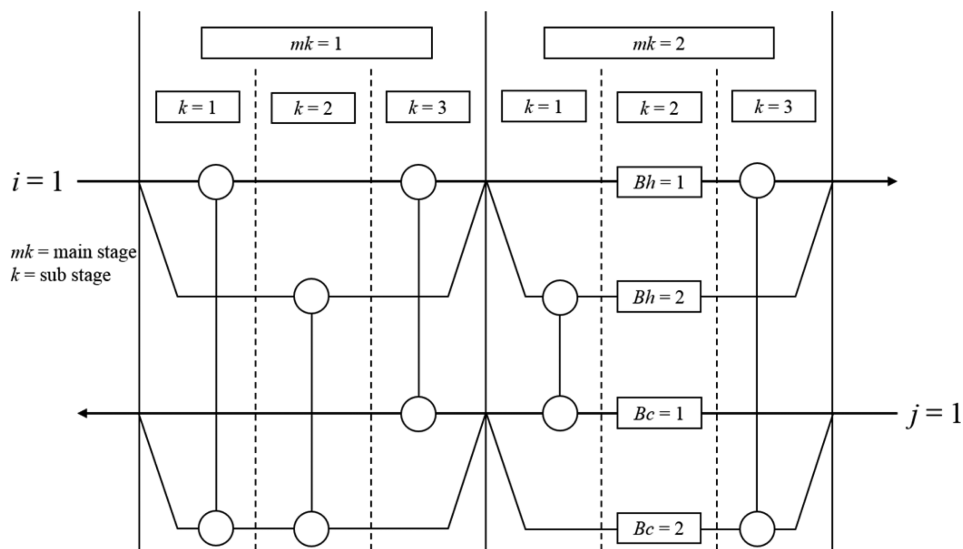 mk = 1
mk = 2
k = 1
k = 2
k = 3
k = 1
k = 2
k = 3
i = 1
Bh = 1
mk = main stage
k = sub stage
Bh = 2
Bc = 1
j = 1
Bc = 2